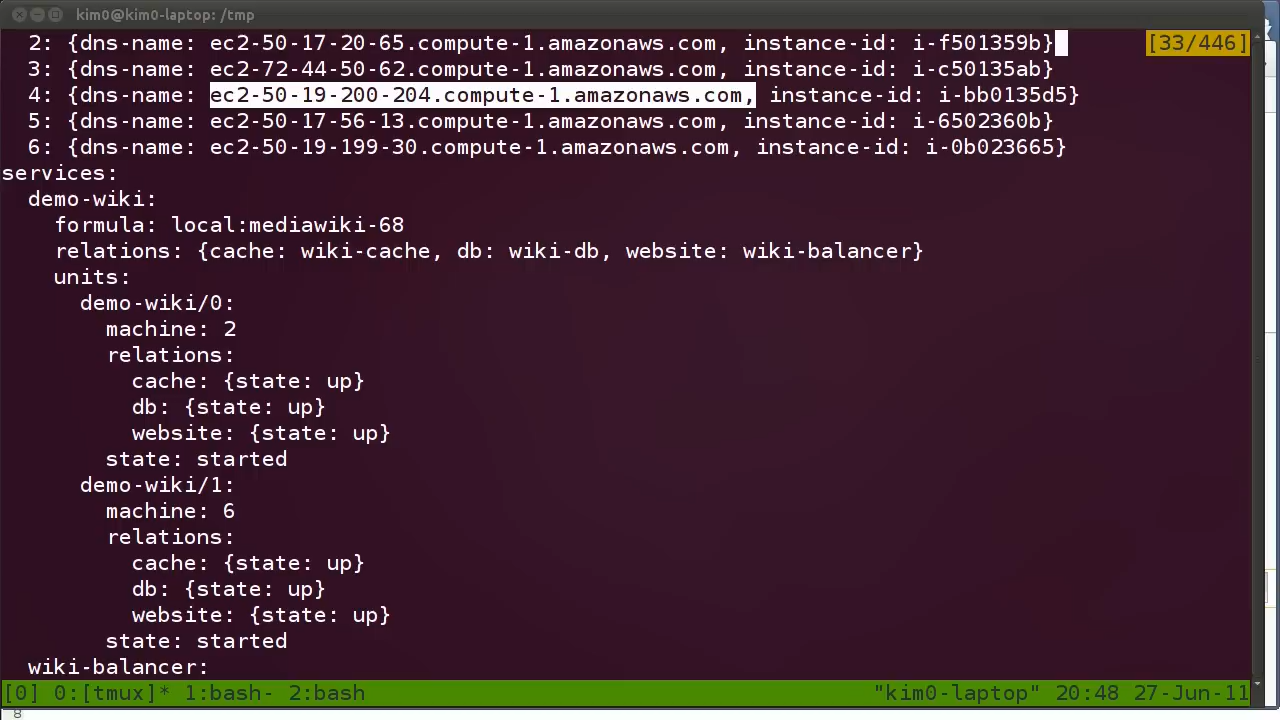 kim0@kim0-laptop: /tmp
2: {dns-name: ec2-50-17-20-65.compute-1.amazonaws.com, instance-id: i-f501359b} [33/446]
3: {dns-name: ec2-72-44-50-62.compute-1.amazonaws.com, instance-id: i-c50135ab}
4: {dns-name: ec2-50-19-200-204.compute-1.amazonaws.com, instance-id: i-bb0135d5}
5: {dns-name: ec2-50-17-56-13.compute-1.amazonaws.com, instance-id: i-6502360b}
6: {dns-name: ec2-50-19-199-30.compute-1.amazonaws.com, instance-id: i-0b023665}
services:
demo-wiki:
formula: local:mediawiki-68
relations: {cache: wiki-cache, db: wiki-db, website: wiki-balancer}
units:
demo-wiki/0:
machine: 2
relations:
cache: {state: up}
db: {state: up}
website: {state: up}
state: started
demo-wiki/1:
machine: 6
relations:
cache: {state: up}
db: {state: up}
website: {state: up}
state: started
wiki-balancer:
[0] 0:[tmux]* 1:bash- 2:bash "kim0-laptop" 20:48 27-Jun-11
8